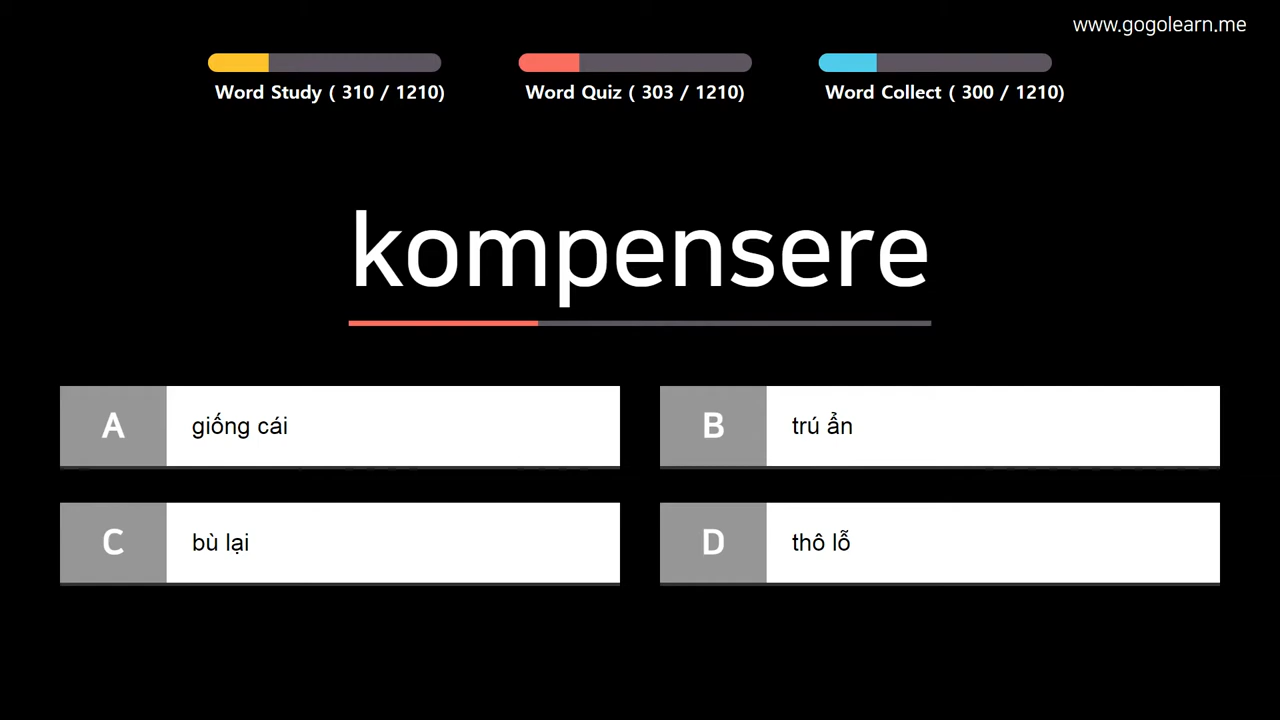 www.gogolearn.me
Word Study ( 310 / 1210)
Word Quiz ( 303 / 1210)
Word Collect ( 300 / 1210)
kompensere
A giống cái
B trú ẩn
C bù lại
D thô lỗ